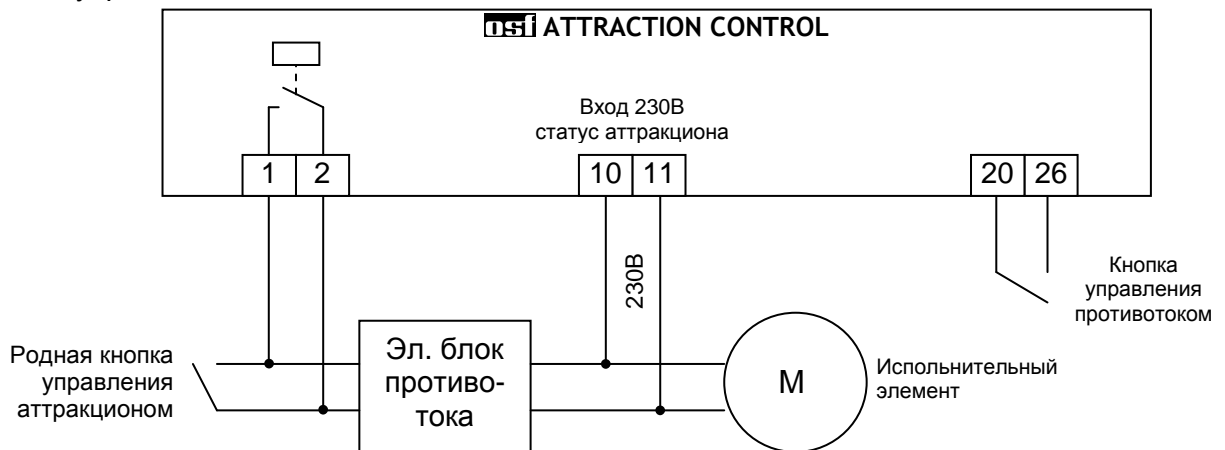 osf ATTRACTION CONTROL
Вход 230В
статус аттракциона
1 2
10 11
20 26
230В
Кнопка
управления
противотоком
Родная кнопка
управления
аттракционом
Эл. блок
противо-
тока
М
Испольнительный
элемент